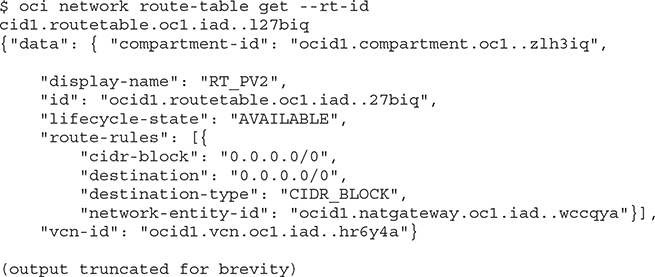 $ oci network route-table get --rt-id
cid1.routetable.oc1.iad..l27biq
{"data": { "compartment-id": "ocid1.compartment.oc1..zlh3iq",
"display-name": "RT_PV2",
"id": "ocid1.routetable.oc1.iad..27biq",
"lifecycle-state": "AVAILABLE",
"route-rules": [{
"cidr-block": "0.0.0.0/0",
"destination": "0.0.0.0/0",
"destination-type": "CIDR_BLOCK",
"network-entity-id": "ocid1.natgateway.oc1.iad..wccqya"}],
"vcn-id": "ocid1.vcn.oc1.iad..hr6y4a"}
(output truncated for brevity)